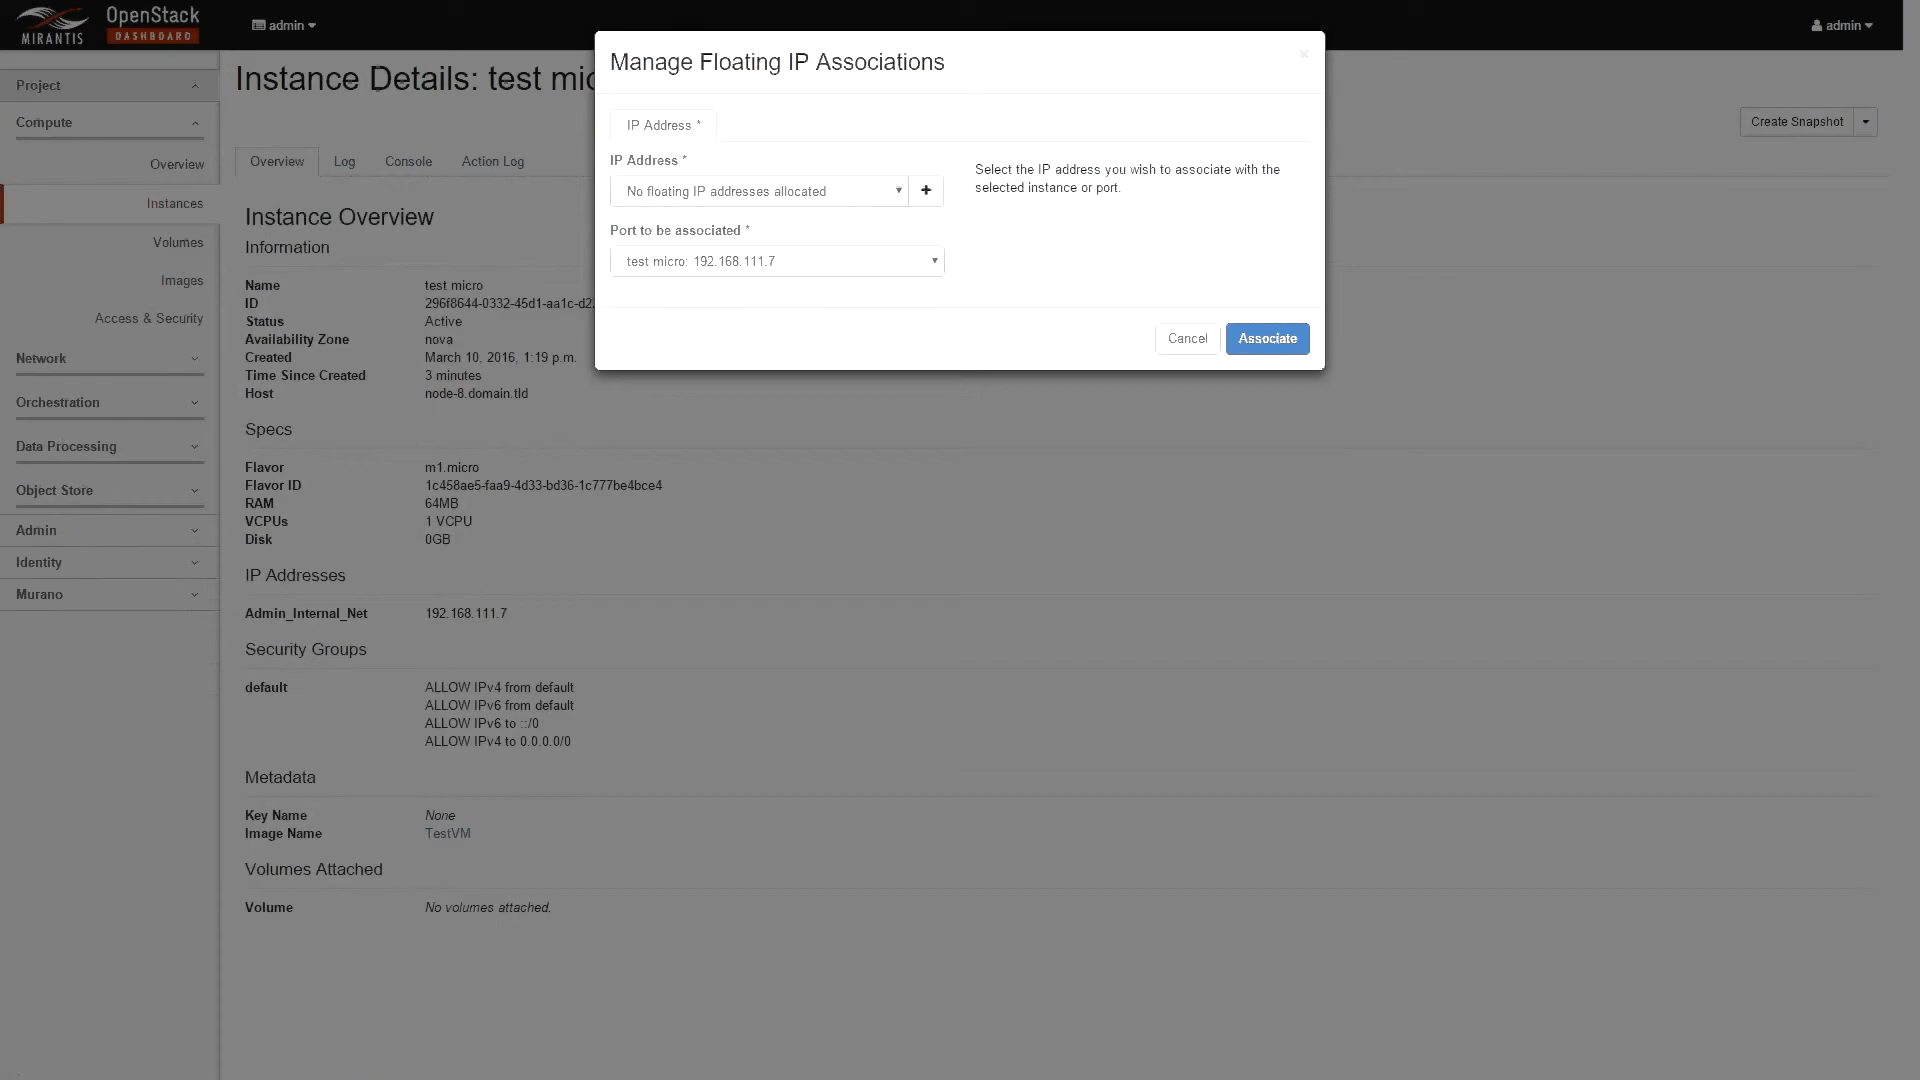 MIRANTIS
OpenStack
DASHBOARD
admin
admin
Project
Compute
Overview
Instances
Volumes
Images
Access & Security
Network
Orchestration
Data Processing
Object Store
Admin
Identity
Murano
Instance Details: test mic
Create Snapshot
Overview
Log
Console
Action Log
Instance Overview
Information
Name test micro
ID 296f8644-0332-45d1-aa1c-d2
Status Active
Availability Zone nova
Created March 10, 2016, 1:19 p.m.
Time Since Created 3 minutes
Host node-8.domain.tld
Specs
Flavor m1.micro
Flavor ID 1c458ae5-faa9-4d33-bd36-1c777be4bce4
RAM 64MB
VCPUs 1 VCPU
Disk 0GB
IP Addresses
Admin_Internal_Net 192.168.111.7
Security Groups
default ALLOW IPv4 from default
ALLOW IPv6 from default
ALLOW IPv6 to ::/0
ALLOW IPv4 to 0.0.0.0/0
Metadata
Key Name None
Image Name TestVM
Volumes Attached
Volume No volumes attached.
Manage Floating IP Associations
×
IP Address *
IP Address *
No floating IP addresses allocated
+
Port to be associated *
test micro: 192.168.111.7
Select the IP address you wish to associate with the
selected instance or port.
Cancel
Associate